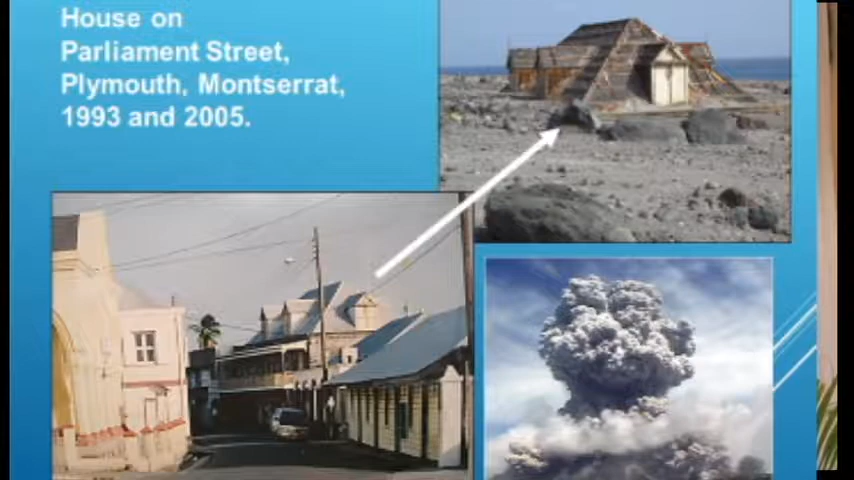 House on
Parliament Street,
Plymouth, Montserrat,
1993 and 2005.